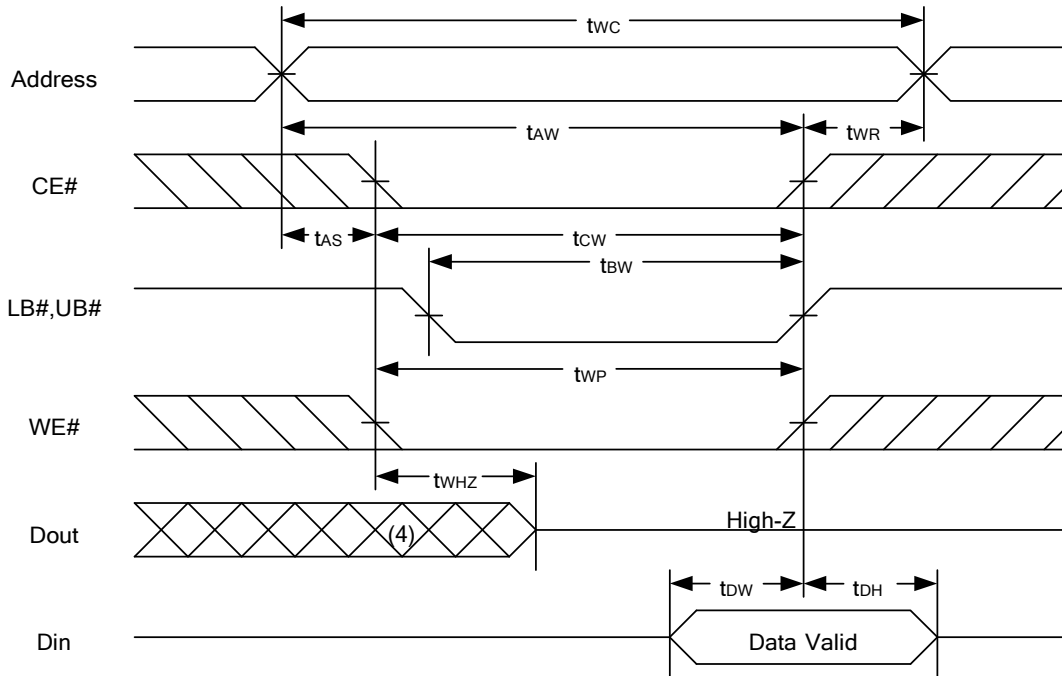 tWC
Address
tAW
tWR
CE#
tAS
tCW
tBW
LB#,UB#
tWP
WE#
tWHZ
High-Z
Dout
(4)
tDW
tDH
Din
Data Valid